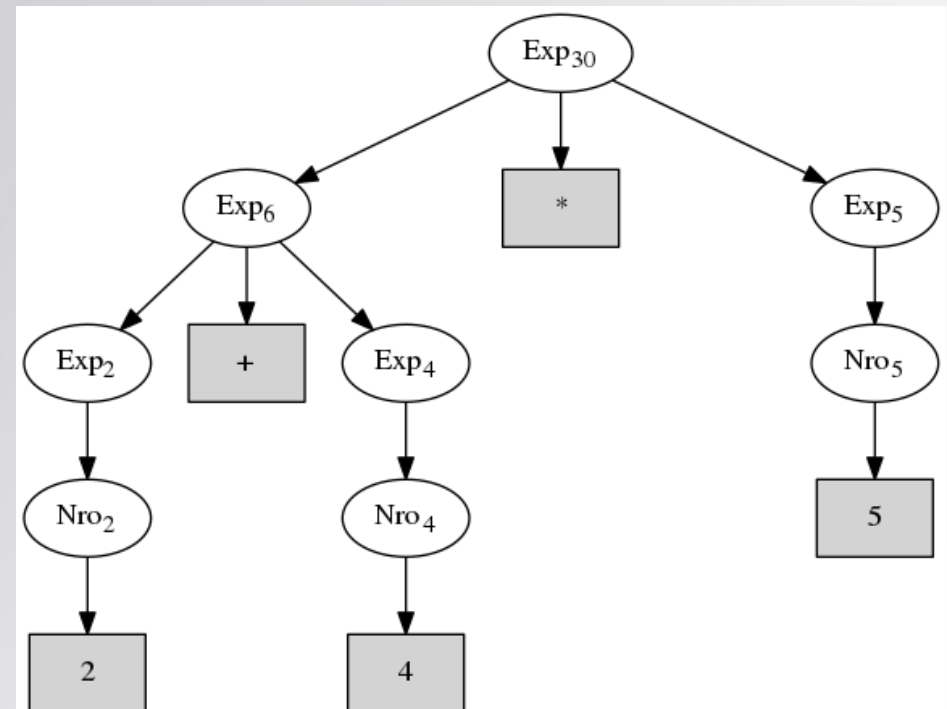 Exp₃₀
Exp₆ * Exp₅
Exp₂ + Exp₄ Nro₅
Nro₂ Nro₄ 5
2 4